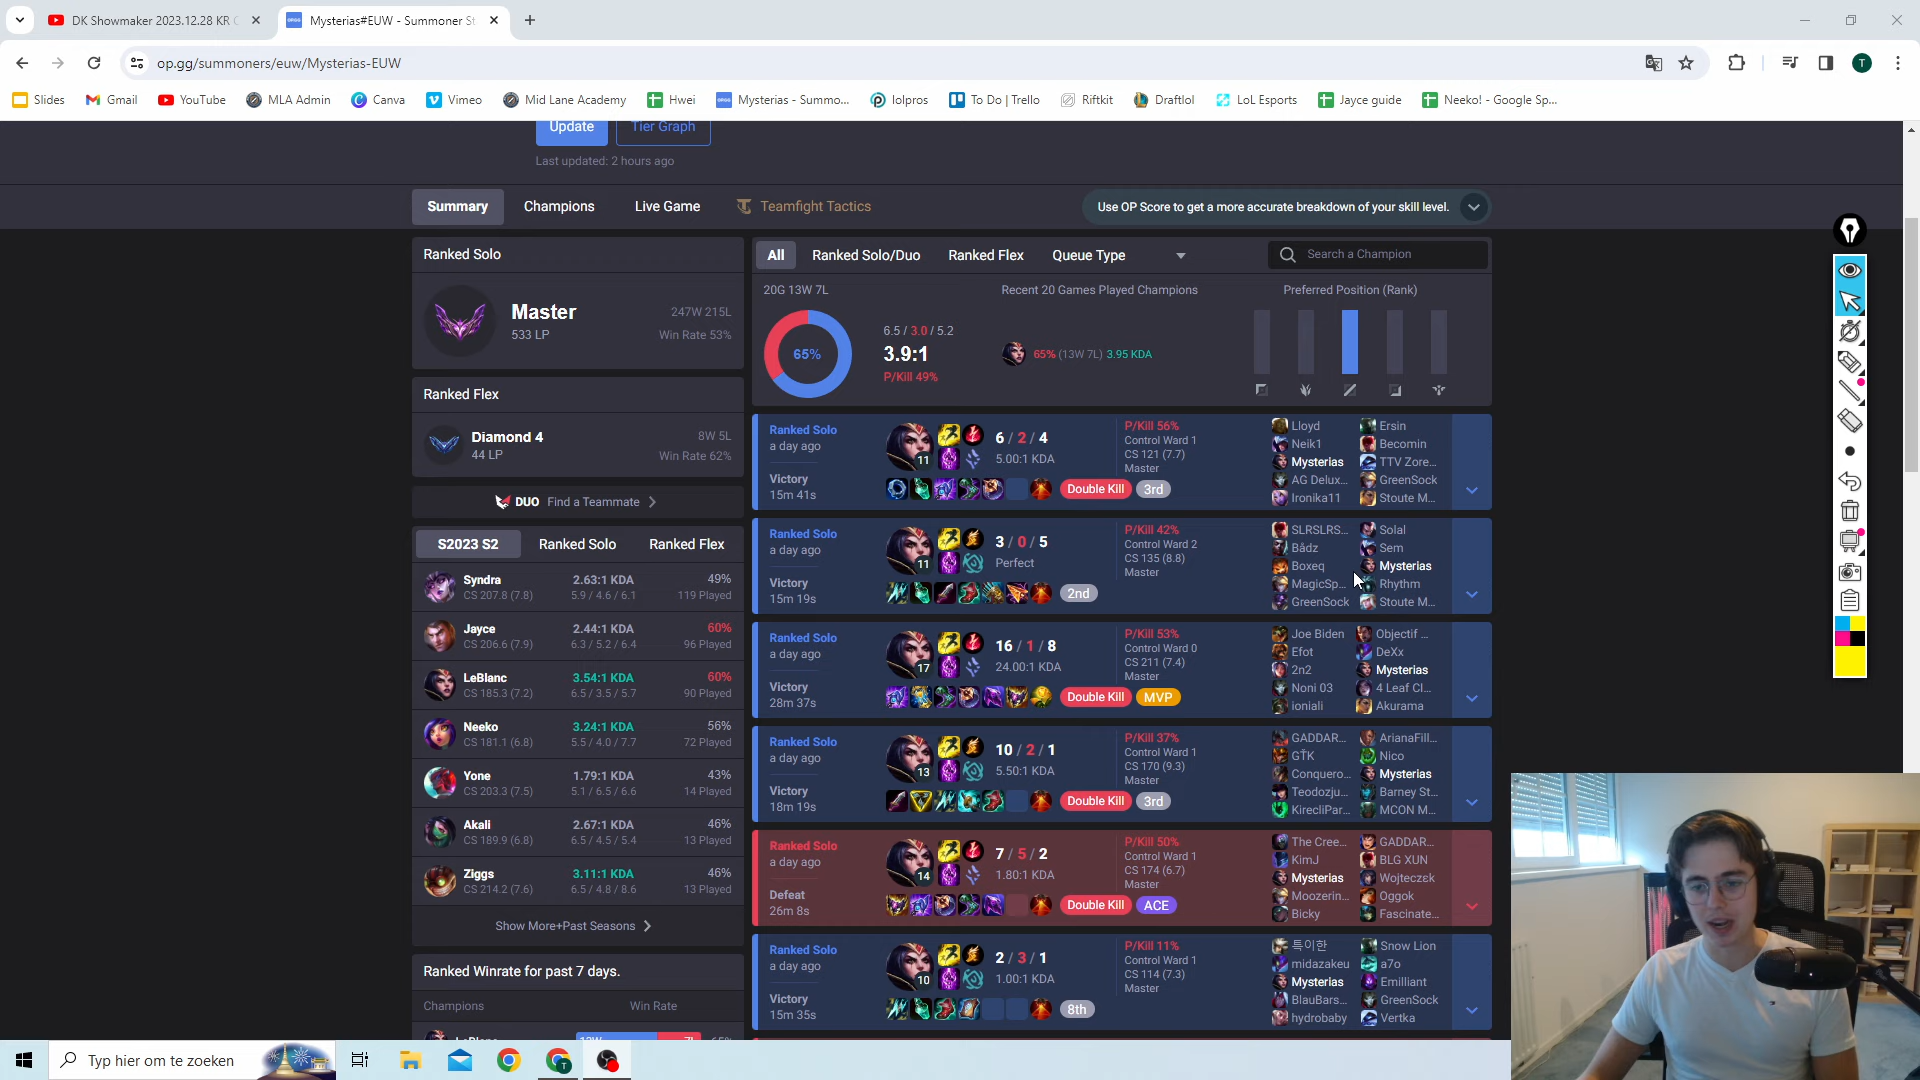 DK Showmaker 2023.12.28 KR
Mysterias#EUW - Summoner St
op.gg/summoners/euw/Mysterias-EUW
Slides
Gmail
YouTube
MLA Admin
Canva
Vimeo
Mid Lane Academy
Hwei
Mysterias - Summo...
lolpros
To Do | Trello
Riftkit
Draftlol
LoL Esports
Jayce guide
Neeko! - Google Sp...
Update
Tier Graph
Last updated: 2 hours ago
Summary
Champions
Live Game
Teamfight Tactics
Use OP Score to get a more accurate breakdown of your skill level.
Ranked Solo
Master
533 LP
247W 215L
Win Rate 53%
Ranked Flex
Diamond 4
44 LP
8W 5L
Win Rate 62%
DUO Find a Teammate
S2023 S2
Ranked Solo
Ranked Flex
Syndra 2.63:1 KDA 49%
CS 207.8 (7.8) 5.9 / 4.6 / 6.1 119 Played
Jayce 2.44:1 KDA 60%
CS 206.6 (7.9) 6.3 / 5.2 / 6.4 96 Played
LeBlanc 3.54:1 KDA 60%
CS 185.3 (7.2) 6.5 / 3.5 / 5.7 90 Played
Neeko 3.24:1 KDA 56%
CS 181.1 (6.8) 5.5 / 4.0 / 7.7 72 Played
Yone 1.79:1 KDA 43%
CS 203.3 (7.5) 5.1 / 6.5 / 6.6 14 Played
Akali 2.67:1 KDA 46%
CS 189.9 (6.8) 6.5 / 4.5 / 5.4 13 Played
Ziggs 3.11:1 KDA 46%
CS 214.2 (7.6) 6.5 / 4.8 / 8.6 13 Played
Show More+Past Seasons
Ranked Winrate for past 7 days.
Champions Win Rate
All
Ranked Solo/Duo
Ranked Flex
Queue Type
Search a Champion
20G 13W 7L
65%
6.5 / 3.0 / 5.2
3.9:1
P/Kill 49%
Recent 20 Games Played Champions
65% (13W 7L) 3.95 KDA
Preferred Position (Rank)
Ranked Solo
a day ago
Victory
15m 41s
11
6 / 2 / 4
5.00:1 KDA
Double Kill 3rd
P/Kill 56%
Control Ward 1
CS 121 (7.7)
Master
Lloyd Ersin
Neik1 Becomin
Mysterias TTV Zore...
AG Delux... GreenSock
Ironika11 Stoute M...
Ranked Solo
a day ago
Victory
15m 19s
11
3 / 0 / 5
Perfect
2nd
P/Kill 42%
Control Ward 2
CS 135 (8.8)
Master
SLRSLRS... Solal
Bådz Sem
Boxeq Mysterias
MagicSp... Rhythm
GreenSock Stoute M...
Ranked Solo
a day ago
Victory
28m 37s
17
16 / 1 / 8
24.00:1 KDA
Double Kill MVP
P/Kill 53%
Control Ward 0
CS 211 (7.4)
Master
Joe Biden Objectif ...
Efot DeXx
2n2 Mysterias
Noni 03 4 Leaf Cl...
ioniali Akurama
Ranked Solo
a day ago
Victory
18m 19s
13
10 / 2 / 1
5.50:1 KDA
Double Kill 3rd
P/Kill 37%
Control Ward 1
CS 170 (9.3)
Master
GADDAR... ArianaFill...
GŤK Nico
Conquero... Mysterias
Teodozju... Barney St...
KirecliPar... MCON M...
Ranked Solo
a day ago
Defeat
26m 8s
14
7 / 5 / 2
1.80:1 KDA
Double Kill ACE
P/Kill 50%
Control Ward 1
CS 174 (6.7)
Master
The Cree... GADDAR...
KimJ BLG XUN
Mysterias Wojteczεk
Moozerin... Oggok
Bicky Fascinate...
Ranked Solo
a day ago
Victory
15m 35s
10
2 / 3 / 1
1.00:1 KDA
8th
P/Kill 11%
Control Ward 1
CS 114 (7.3)
Master
특이한 Snow Lion
midazakeu a7o
Mysterias Emilliant
BlauBars... GreenSock
hydrobaby Vertka
Typ hier om te zoeken